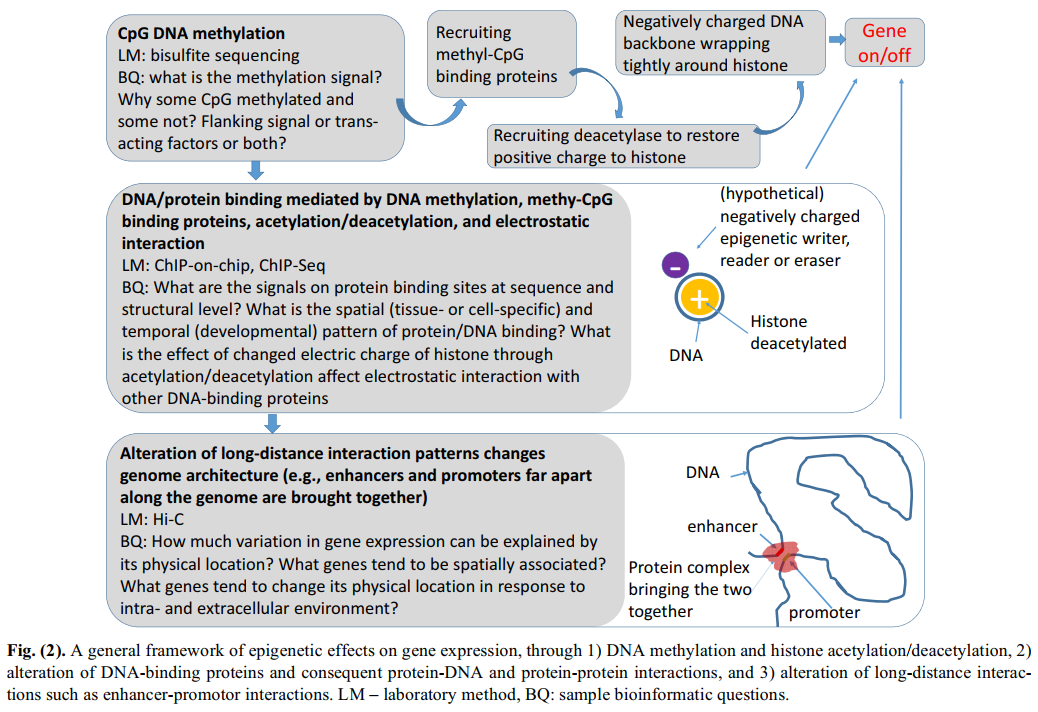 CpG DNA methylation
LM: bisulfite sequencing
BQ: what is the methylation signal?
Why some CpG methylated and
some not? Flanking signal or trans-
acting factors or both?
Recruiting
methyl-CpG
binding proteins
Recruiting deacetylase to restore
positive charge to histone
Negatively charged DNA
backbone wrapping
tightly around histone
Gene
on/off
DNA/protein binding mediated by DNA methylation, methy-CpG
binding proteins, acetylation/deacetylation, and electrostatic
interaction
LM: ChIP-on-chip, ChIP-Seq
BQ: What are the signals on protein binding sites at sequence and
structural level? What is the spatial (tissue- or cell-specific) and
temporal (developmental) pattern of protein/DNA binding? What
is the effect of changed electric charge of histone through
acetylation/deacetylation affect electrostatic interaction with
other DNA-binding proteins
(hypothetical)
negatively charged
epigenetic writer,
reader or eraser
-
+
Histone
deacetylated
DNA
Alteration of long-distance interaction patterns changes
genome architecture (e.g., enhancers and promoters far apart
along the genome are brought together)
LM: Hi-C
BQ: How much variation in gene expression can be explained by
its physical location? What genes tend to be spatially associated?
What genes tend to change its physical location in response to
intra- and extracellular environment?
DNA
enhancer
Protein complex
bringing the two
together
promoter
Fig. (2). A general framework of epigenetic effects on gene expression, through 1) DNA methylation and histone acetylation/deacetylation, 2)
alteration of DNA-binding proteins and consequent protein-DNA and protein-protein interactions, and 3) alteration of long-distance interac-
tions such as enhancer-promotor interactions. LM – laboratory method, BQ: sample bioinformatic questions.